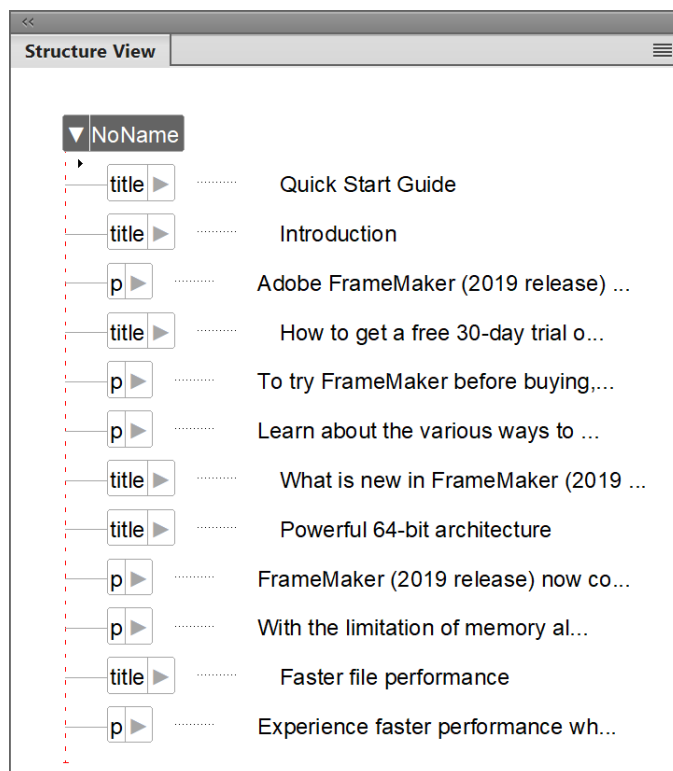 <<
Structure View
NoName
title Quick Start Guide
title Introduction
p Adobe FrameMaker (2019 release) ...
title How to get a free 30-day trial o...
p To try FrameMaker before buying,...
p Learn about the various ways to ...
title What is new in FrameMaker (2019 ...
title Powerful 64-bit architecture
p FrameMaker (2019 release) now co...
p With the limitation of memory al...
title Faster file performance
p Experience faster performance wh...